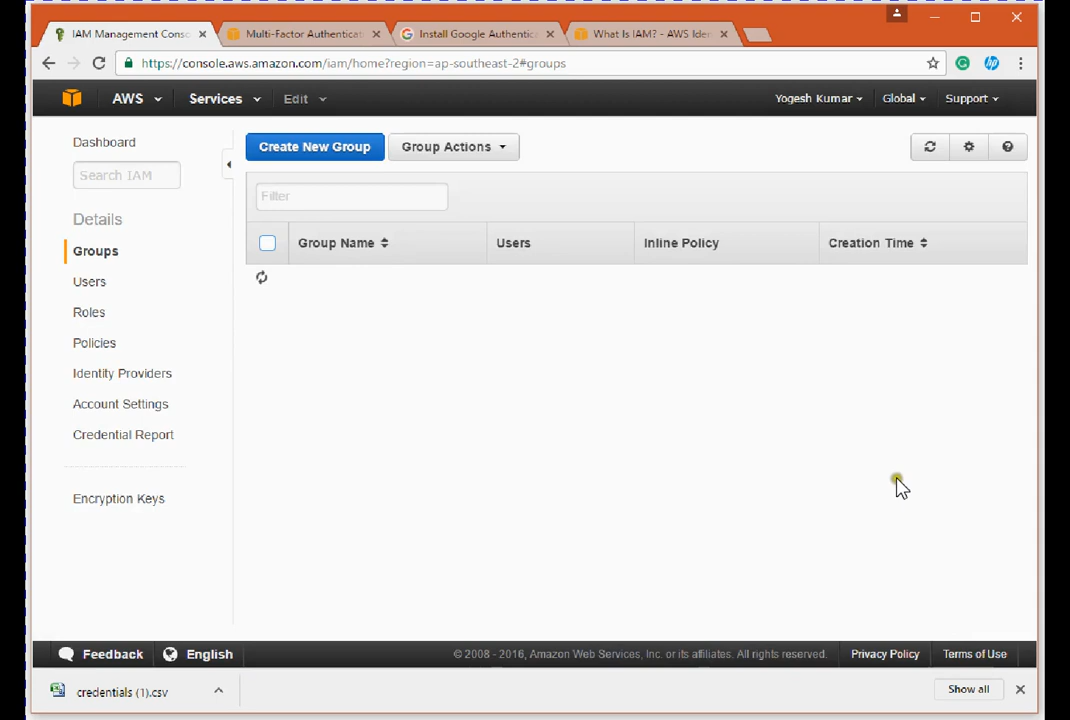 IAM Management Conso
Multi-Factor Authenticat
Install Google Authentica
What Is IAM? - AWS Iden
https://console.aws.amazon.com/iam/home?region=ap-southeast-2#groups
AWS
Services
Edit
Yogesh Kumar
Global
Support
Dashboard
Search IAM
Details
Groups
Users
Roles
Policies
Identity Providers
Account Settings
Credential Report
Encryption Keys
Create New Group
Group Actions
Filter
Group Name
Users
Inline Policy
Creation Time
Feedback
English
© 2008 - 2016, Amazon Web Services, Inc. or its affiliates. All rights reserved.
Privacy Policy
Terms of Use
credentials (1).csv
Show all